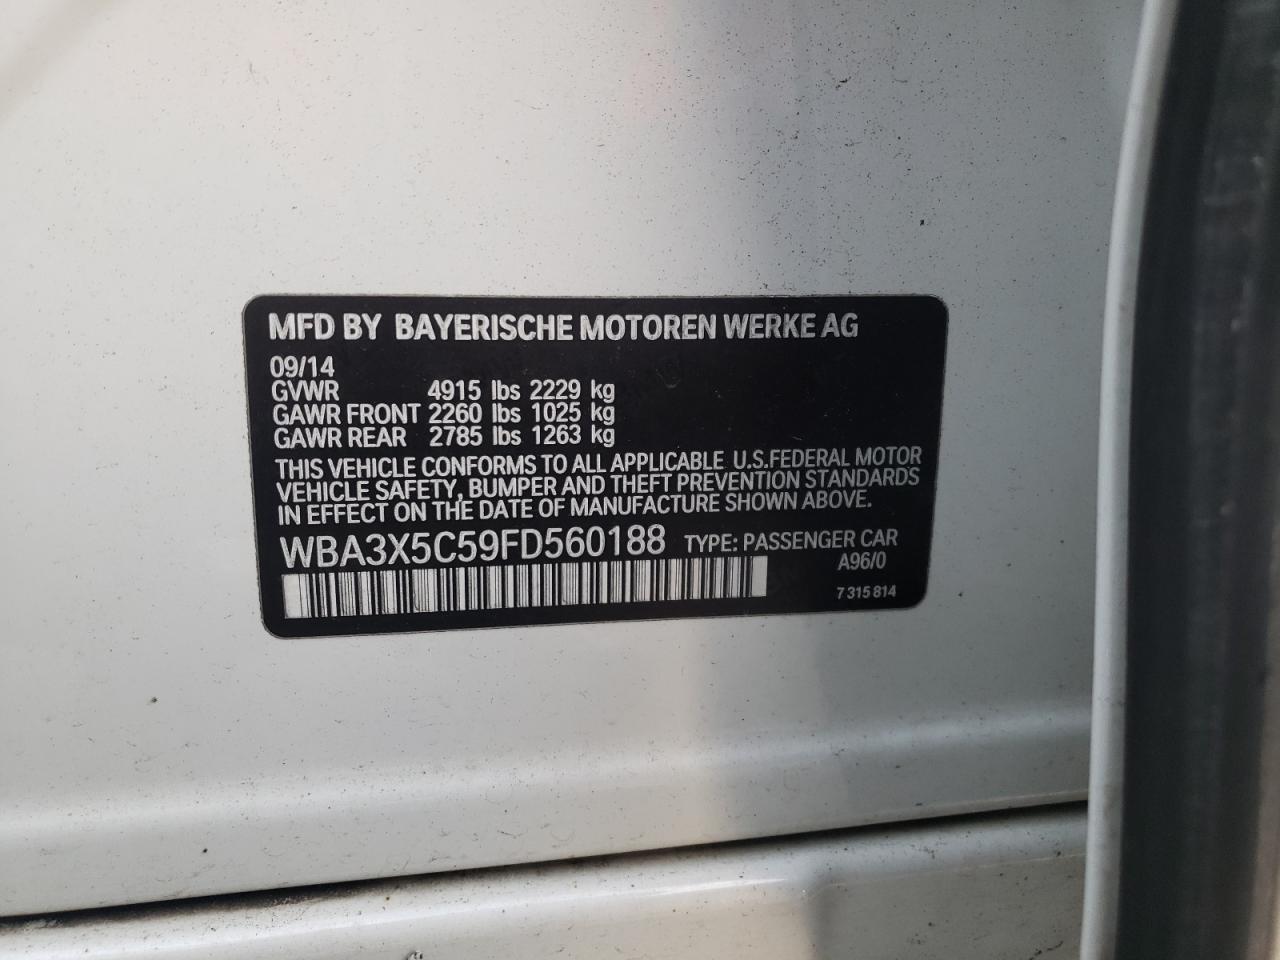 MFD BY BAYERISCHE MOTOREN WERKE AG
09/14
GVWR 4915 lbs 2229 kg
GAWR FRONT 2260 lbs 1025 kg
GAWR REAR 2785 lbs 1263 kg
THIS VEHICLE CONFORMS TO ALL APPLICABLE U.S.FEDERAL MOTOR
VEHICLE SAFETY, BUMPER AND THEFT PREVENTION STANDARDS
IN EFFECT ON THE DATE OF MANUFACTURE SHOWN ABOVE.
WBA3X5C59FD560188 TYPE: PASSENGER CAR
A96/0
7 315 814